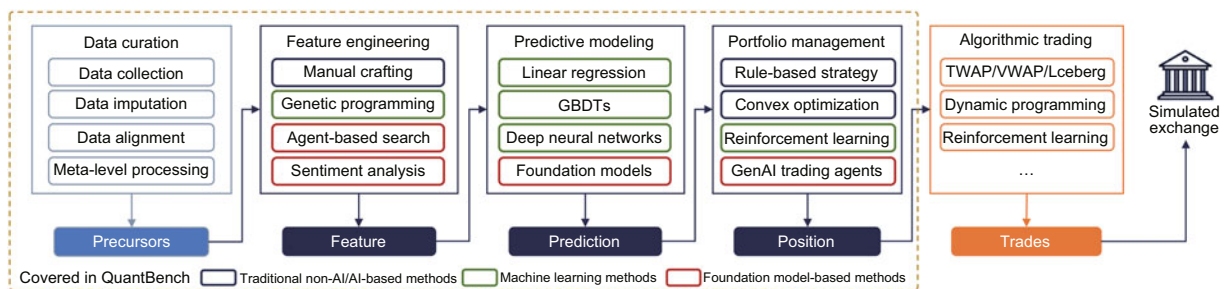 Data curation
Data collection
Data imputation
Data alignment
Meta-level processing
Precursors
Feature engineering
Manual crafting
Genetic programming
Agent-based search
Sentiment analysis
Feature
Predictive modeling
Linear regression
GBDTs
Deep neural networks
Foundation models
Prediction
Portfolio management
Rule-based strategy
Convex optimization
Reinforcement learning
GenAI trading agents
Position
Algorithmic trading
TWAP/VWAP/Lceberg
Dynamic programming
Reinforcement learning
...
Trades
Simulated
exchange
Covered in QuantBench
Traditional non-AI/AI-based methods
Machine learning methods
Foundation model-based methods